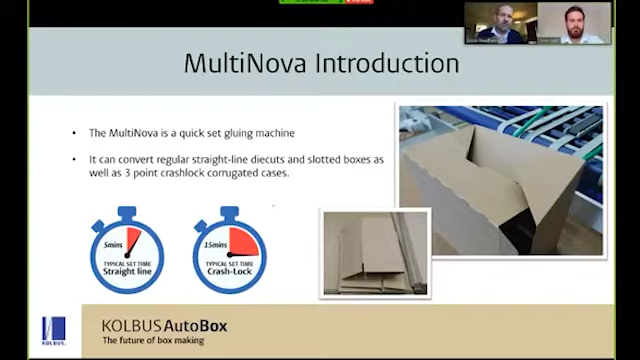 MultiNova Introduction
• The MultiNova is a quick set gluing machine
• It can convert regular straight-line diecuts and slotted boxes as
well as 3 point crashlock corrugated cases.
5mins
TYPICAL SET TIME
Straight line
15mins
TYPICAL SET TIME
Crash-Lock
KOLBUS
KOLBUS AutoBox
The future of box making